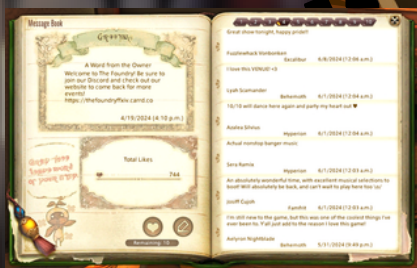 Message Book
Greetings
A Word from the Owner
Welcome to The Foundry! Be sure to
join our Discord and check out our
website to come back for more
events!
https://thefoundryffxiv.carrd.co
4/19/2024 (4:10 p.m.)
Total Likes
744
Remaining: 10
Great show tonight, happy pride!!
Fuzzlewhack Vonbonken
Excalibur 6/8/2024 (12:04 a.m.)
I love this VENUE! <3
Lyah Scamander
Behemoth 6/1/2024 (12:04 a.m.)
10/10 will dance here again and party my heart out ♥
Azalea Silvius
Hyperion 6/1/2024 (12:04 a.m.)
Actual nonstop banger music
Sera Ramie
Hyperion 6/1/2024 (12:03 a.m.)
An absolutely wonderful time, with excellent musical selections to
boot! Will absolutely be back, and can't wait to play here too \o/
Josiff Cajoh
6/1/2024 (12:03 a.m.)
I'm still new to the game, but this was one of the coolest things I've
ever been to. Y'all just add to the reason I love this game!
Aelynon Nightblade
Behemoth 5/31/2024 (9:49 p.m.)